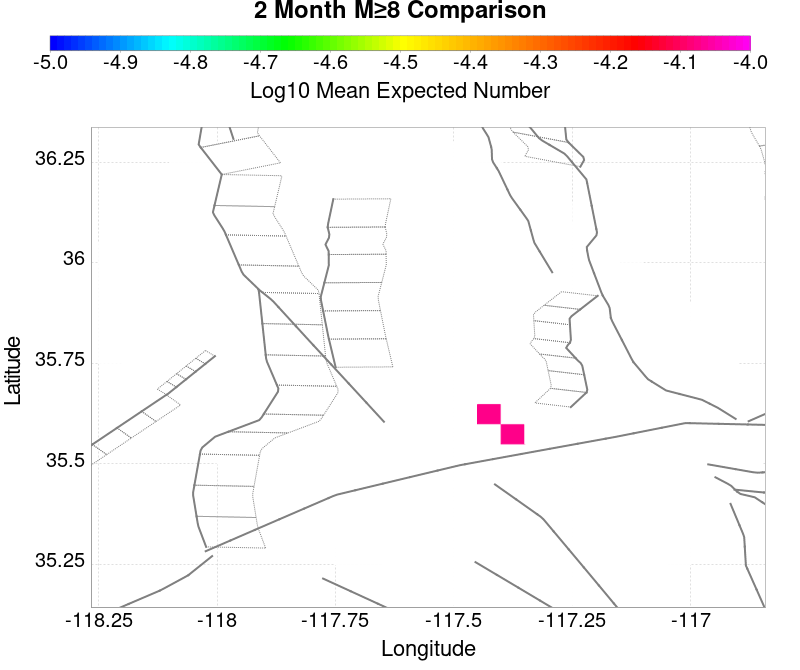 2 Month M≥8 Comparison
-5.0 -4.9 -4.8 -4.7 -4.6 -4.5 -4.4 -4.3 -4.2 -4.1 -4.0
Log10 Mean Expected Number
36.25
36
35.75
35.5
35.25
Latitude
-118.25 -118 -117.75 -117.5 -117.25 -117
Longitude